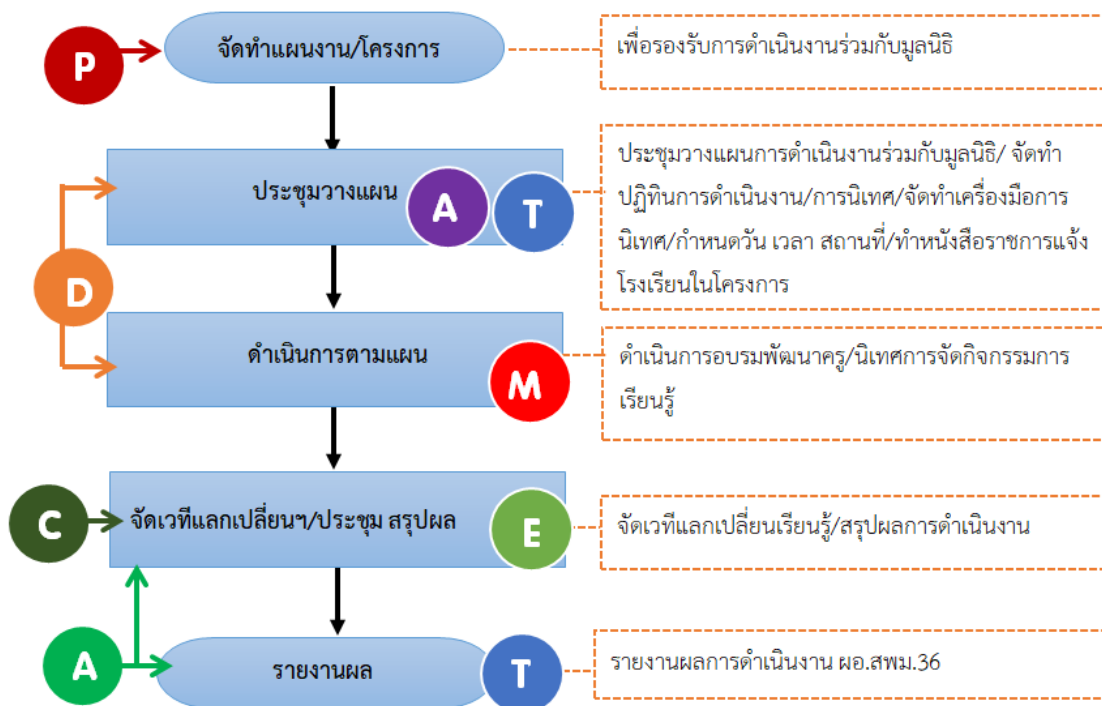 P
จัดทำแผนงาน/โครงการ
เพื่อรองรับการดำเนินงานร่วมกับมูลนิธิ
D
ประชุมวางแผน
A
T
ประชุมวางแผนการดำเนินงานร่วมกับมูลนิธิ/ จัดทำ
ปฏิทินการดำเนินงาน/การนิเทศ/จัดทำเครื่องมือการ
นิเทศ/กำหนดวัน เวลา สถานที่/ทำหนังสือราชการแจ้ง
โรงเรียนในโครงการ
ดำเนินการตามแผน
M
ดำเนินการอบรมพัฒนาครู/นิเทศการจัดกิจกรรมการ
เรียนรู้
C
จัดเวทีแลกเปลี่ยนฯ/ประชุม สรุปผล
E
จัดเวทีแลกเปลี่ยนเรียนรู้/สรุปผลการดำเนินงาน
A
รายงานผล
T
รายงานผลการดำเนินงาน ผอ.สพม.36